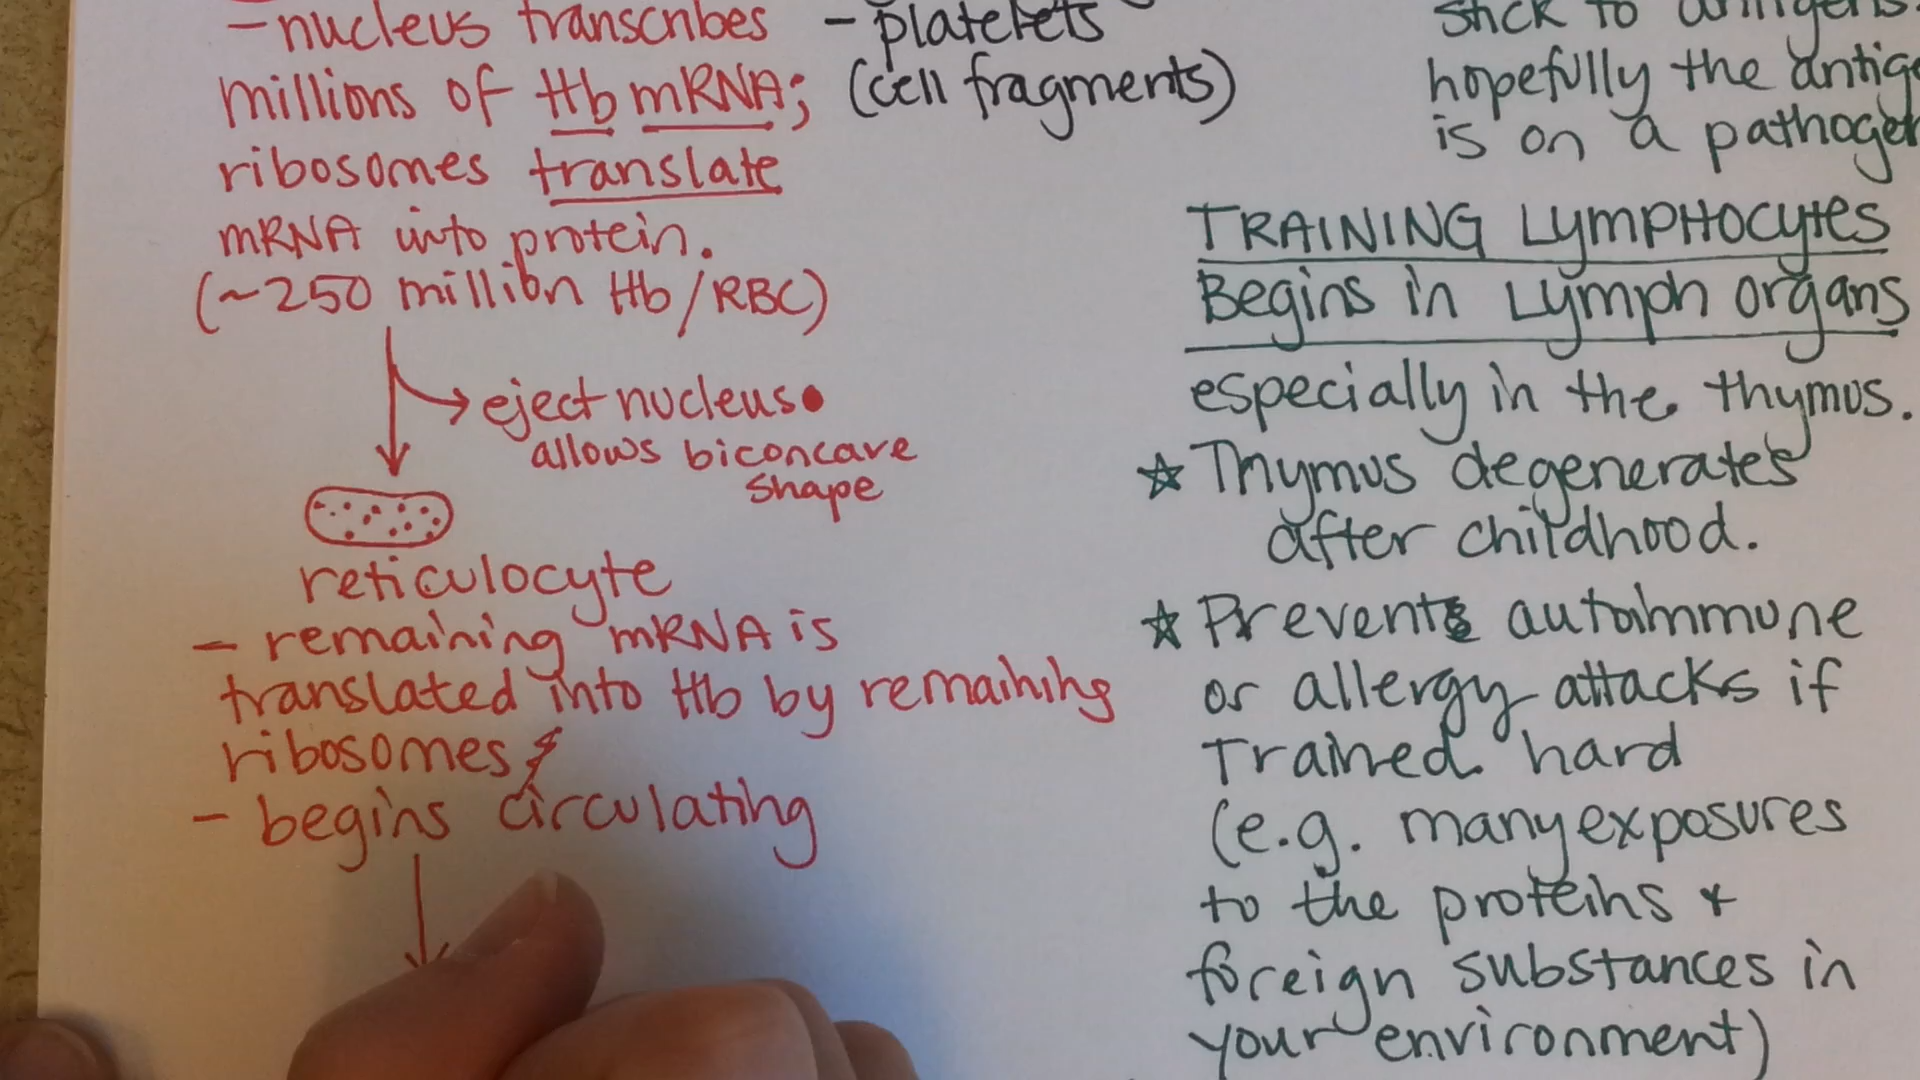 - nucleus transcribes
millions of Hb mRNA;
ribosomes translate
mRNA into protein.
(~250 million Hb/RBC)
→ eject nucleus
allows biconcave
shape
reticulocyte
- remaining mRNA is
translated into Hb by remaining
ribosomes
- begins circulating
- platelets
(cell fragments)
stick to antigens.
hopefully the
is on a
TRAINING LYMPHOCYTES
Begins in Lymph organs
especially in the thymus.
☆ Thymus degenerates
after childhood.
☆ Prevents autoimmune
or allergy attacks if
Trained hard
(e.g. many exposures
to the proteins +
foreign substances in
your environment)